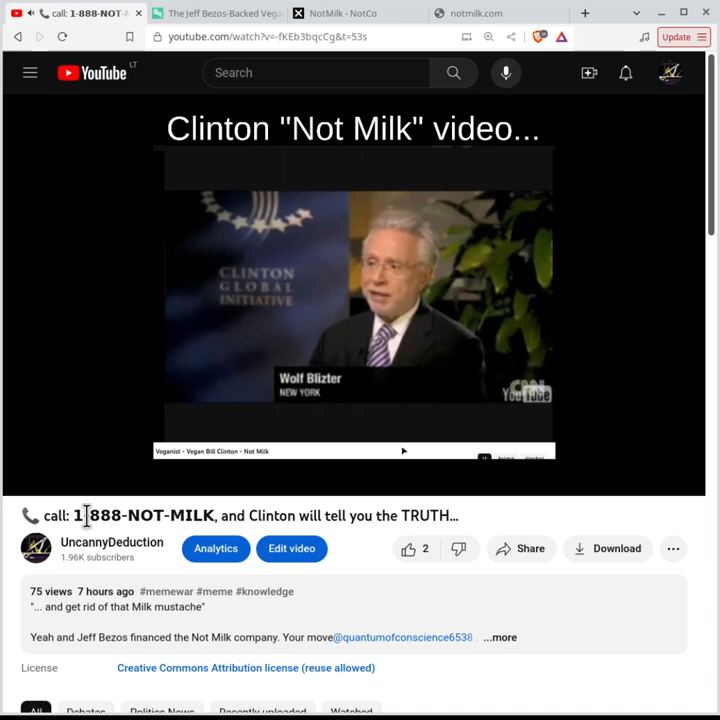 📞 call: 1-888-NOT-M
The Jeff Bezos-Backed Vega
NotMilk - NotCo
notmilk.com
youtube.com/watch?v=-fKEb3bqcCg&t=53s
Update
YouTube LT
Search
Clinton "Not Milk" video...
CLINTON
GLOBAL
INITIATIVE
Wolf Blizter
NEW YORK
CNN
YouTube
Veganist - Vegan Bill Clinton - Not Milk
📞 call: 1-888-NOT-MILK, and Clinton will tell you the TRUTH...
UncannyDeduction
1.96K subscribers
Analytics
Edit video
2
Share
Download
75 views 7 hours ago #memewar #meme #knowledge
"... and get rid of that Milk mustache"
Yeah and Jeff Bezos financed the Not Milk company. Your move@quantumofconscience6538 . ...more
License
Creative Commons Attribution license (reuse allowed)
All
Debates
Politics News
Recently uploaded
Watched